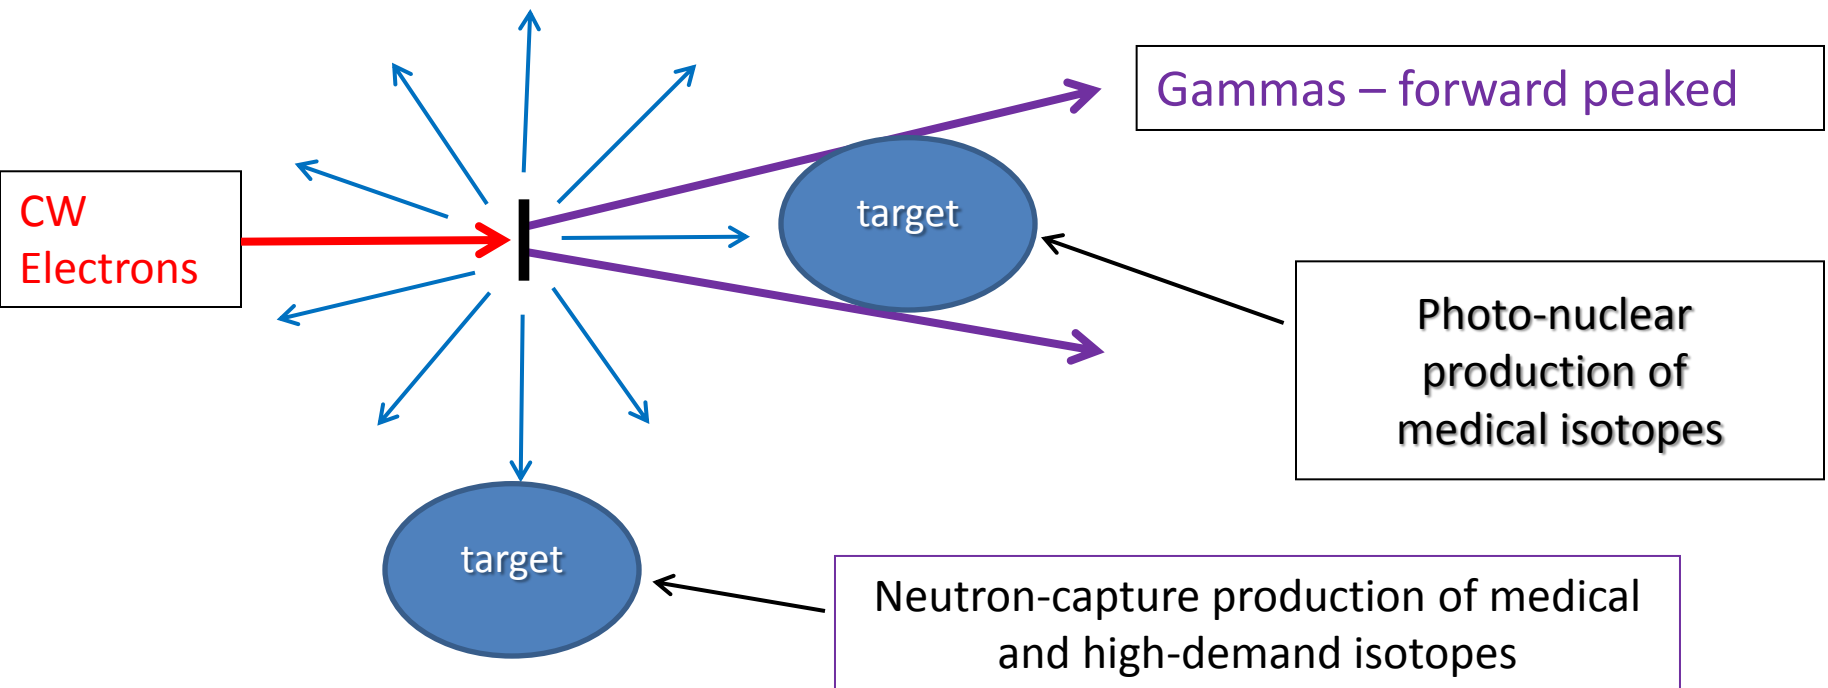 Gammas – forward peaked
CW
Electrons
target
Photo-nuclear
production of
medical isotopes
target
Neutron-capture production of medical
and high-demand isotopes